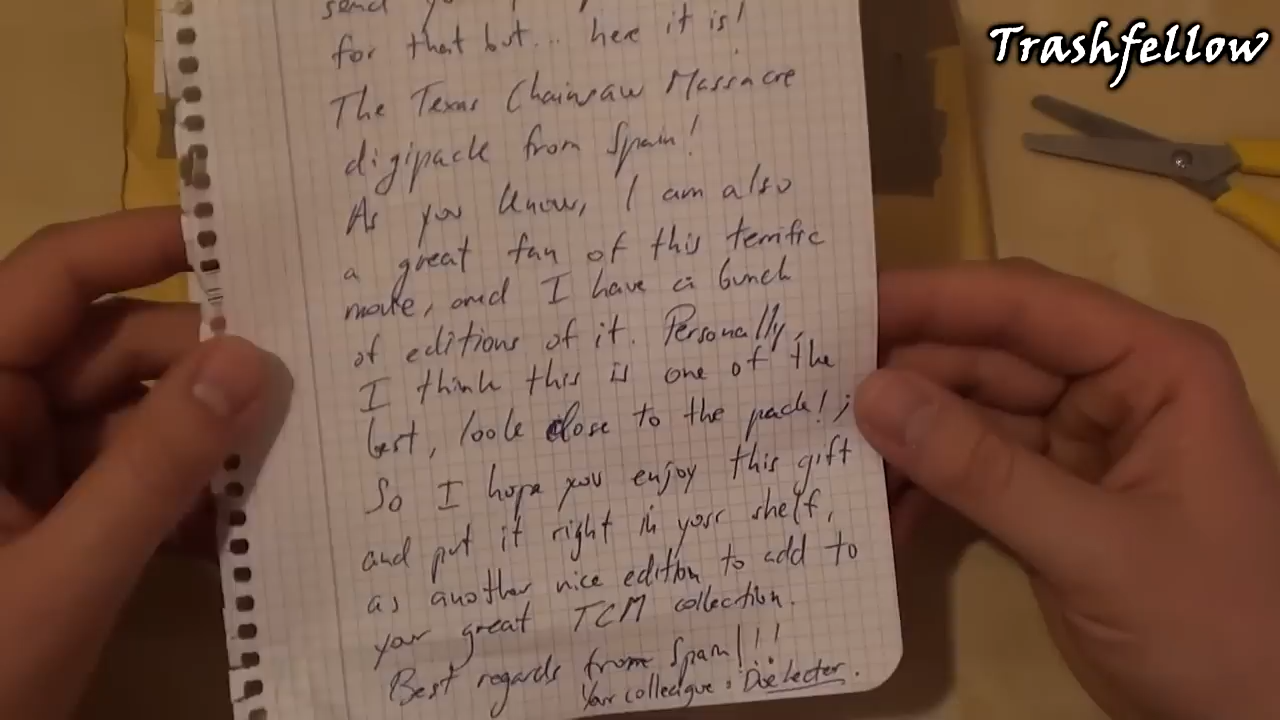 Trashfellow
send you
for that but... here it is!
The Texas Chainsaw Massacre
digipack from Spain!
As you know, I am also
a great fan of this terrific
movie, and I have a bunch
of editions of it. Personally,
I think this is one of the
best, look close to the pack! ;
So I hope you enjoy this gift
and put it right in your shelf,
as another nice edition to add to
your great TCM collection.
Best regards from Spain!!!
Your colleague: Doclecter.